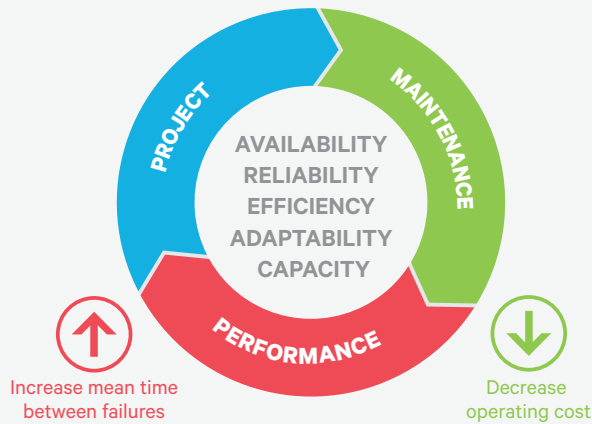 PROJECT
MAINTENANCE
AVAILABILITY
RELIABILITY
EFFICIENCY
ADAPTABILITY
CAPACITY
PERFORMANCE
Increase mean time
between failures
Decrease
operating cost